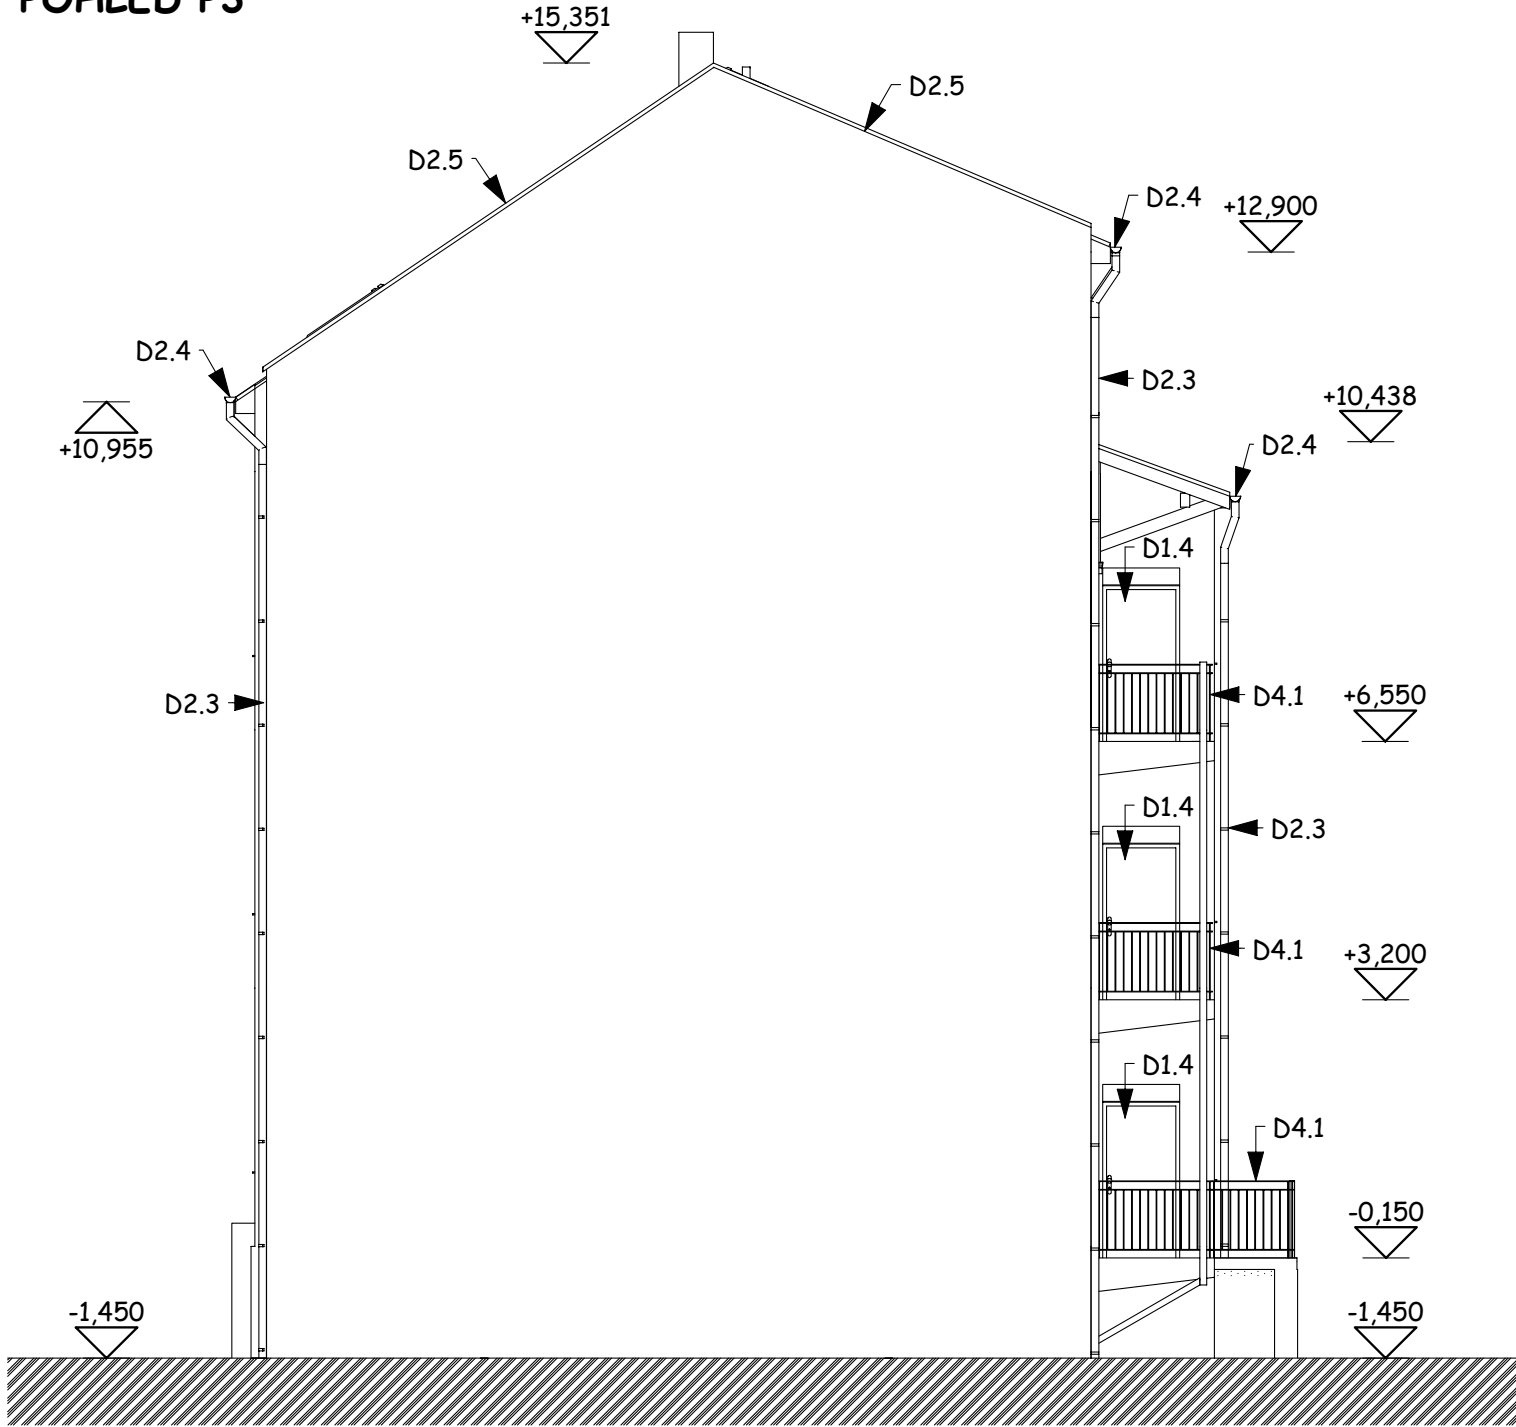 POHLED P3
+15,351
D2.5
D2.5
D2.4
+12,900
D2.4
D2.3
+10,438
+10,955
D2.4
D1.4
D2.3
D4.1
+6,550
D1.4
D2.3
D4.1
+3,200
D1.4
D4.1
-0,150
-1,450
-1,450